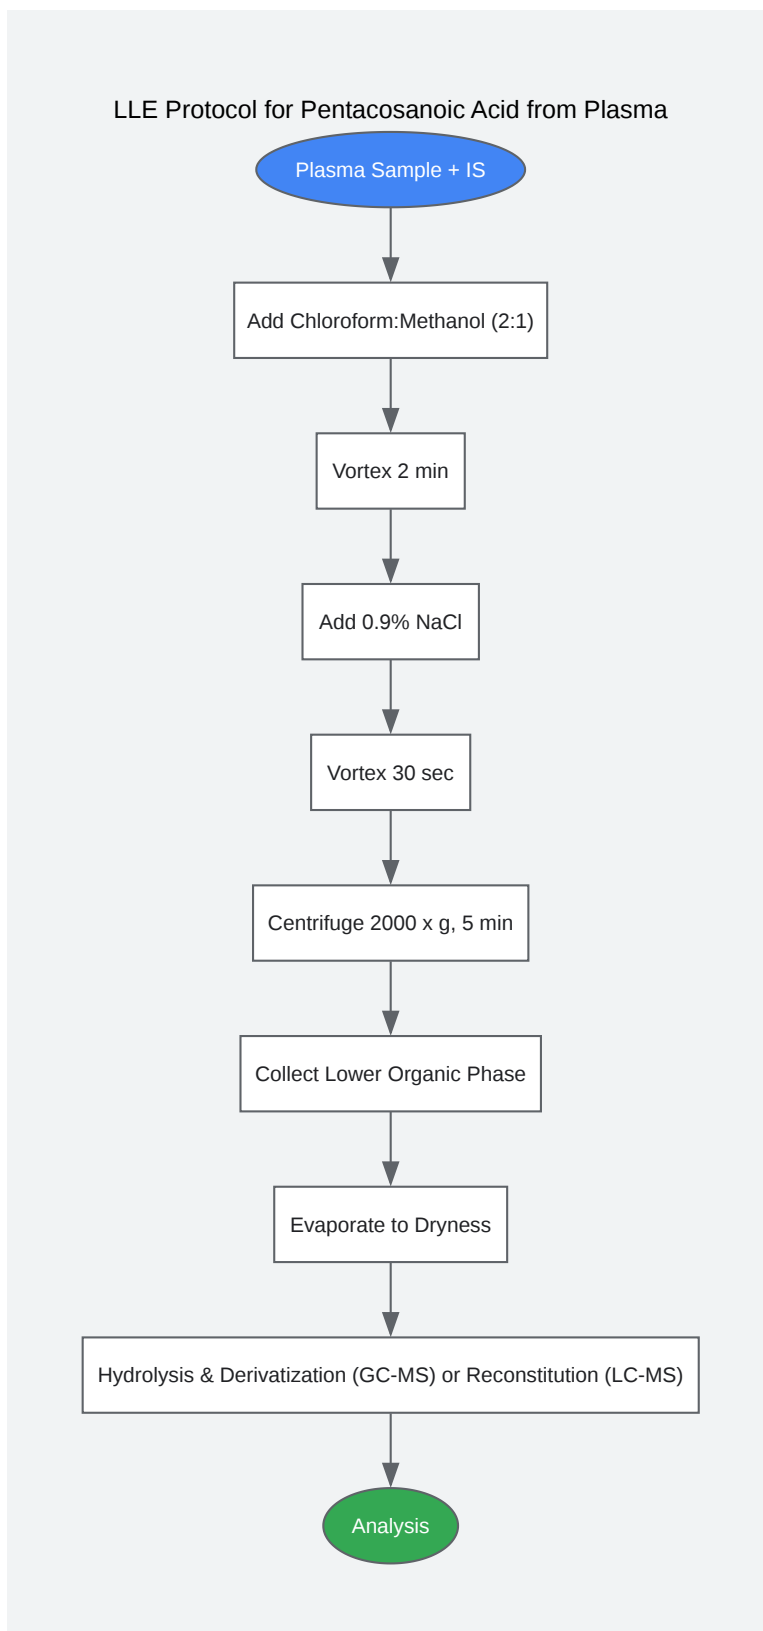 LLE Protocol for Pentacosanoic Acid from Plasma
Plasma Sample + IS
Add Chloroform:Methanol (2:1)
Vortex 2 min
Add 0.9% NaCl
Vortex 30 sec
Centrifuge 2000 x g, 5 min
Collect Lower Organic Phase
Evaporate to Dryness
Hydrolysis & Derivatization (GC-MS) or Reconstitution (LC-MS)
Analysis